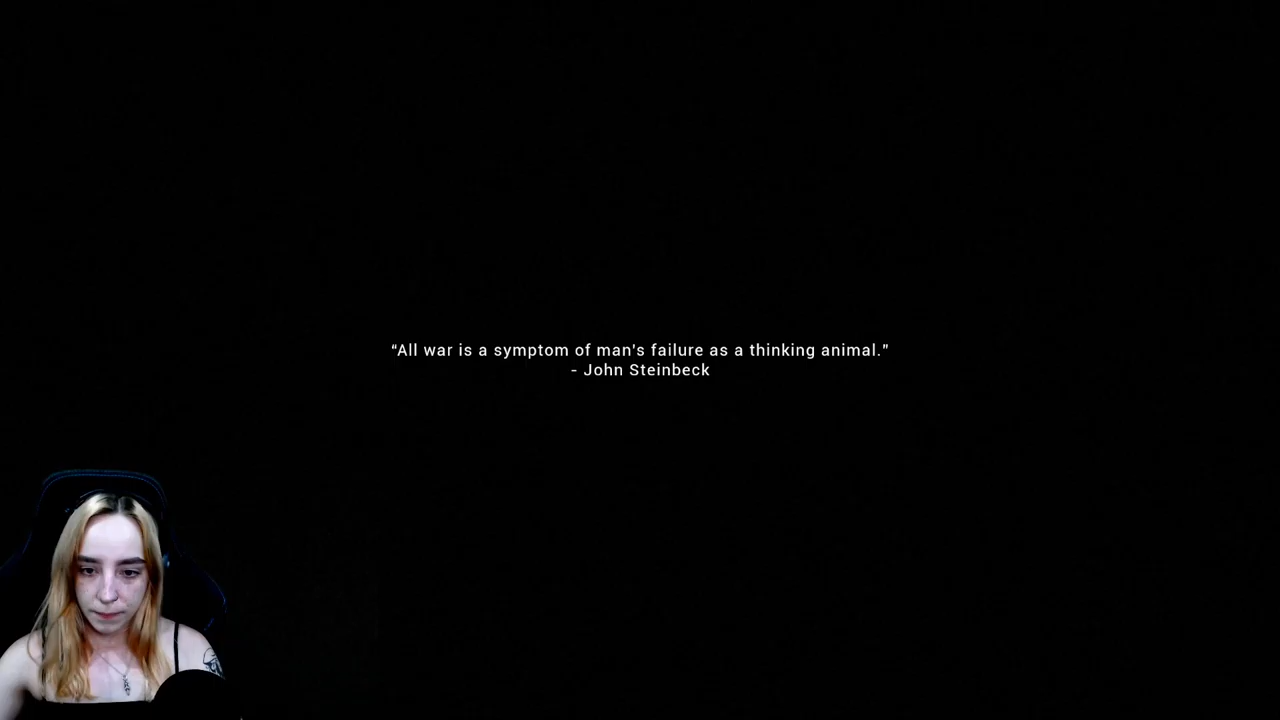 “All war is a symptom of man's failure as a thinking animal.”
- John Steinbeck